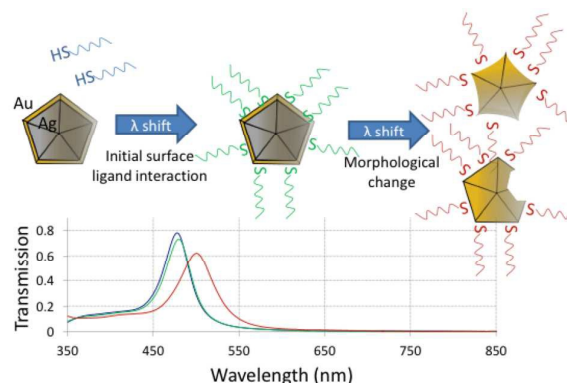 HS
HS
Au
Ag
λ shift
Initial surface
ligand interaction
S S S S
S S
S S
λ shift
Morphological
change
S S
S S
S
S S S
S S
S S
Transmission
0.8
0.6
0.4
0.2
0
350 450 550 650 750 850
Wavelength (nm)